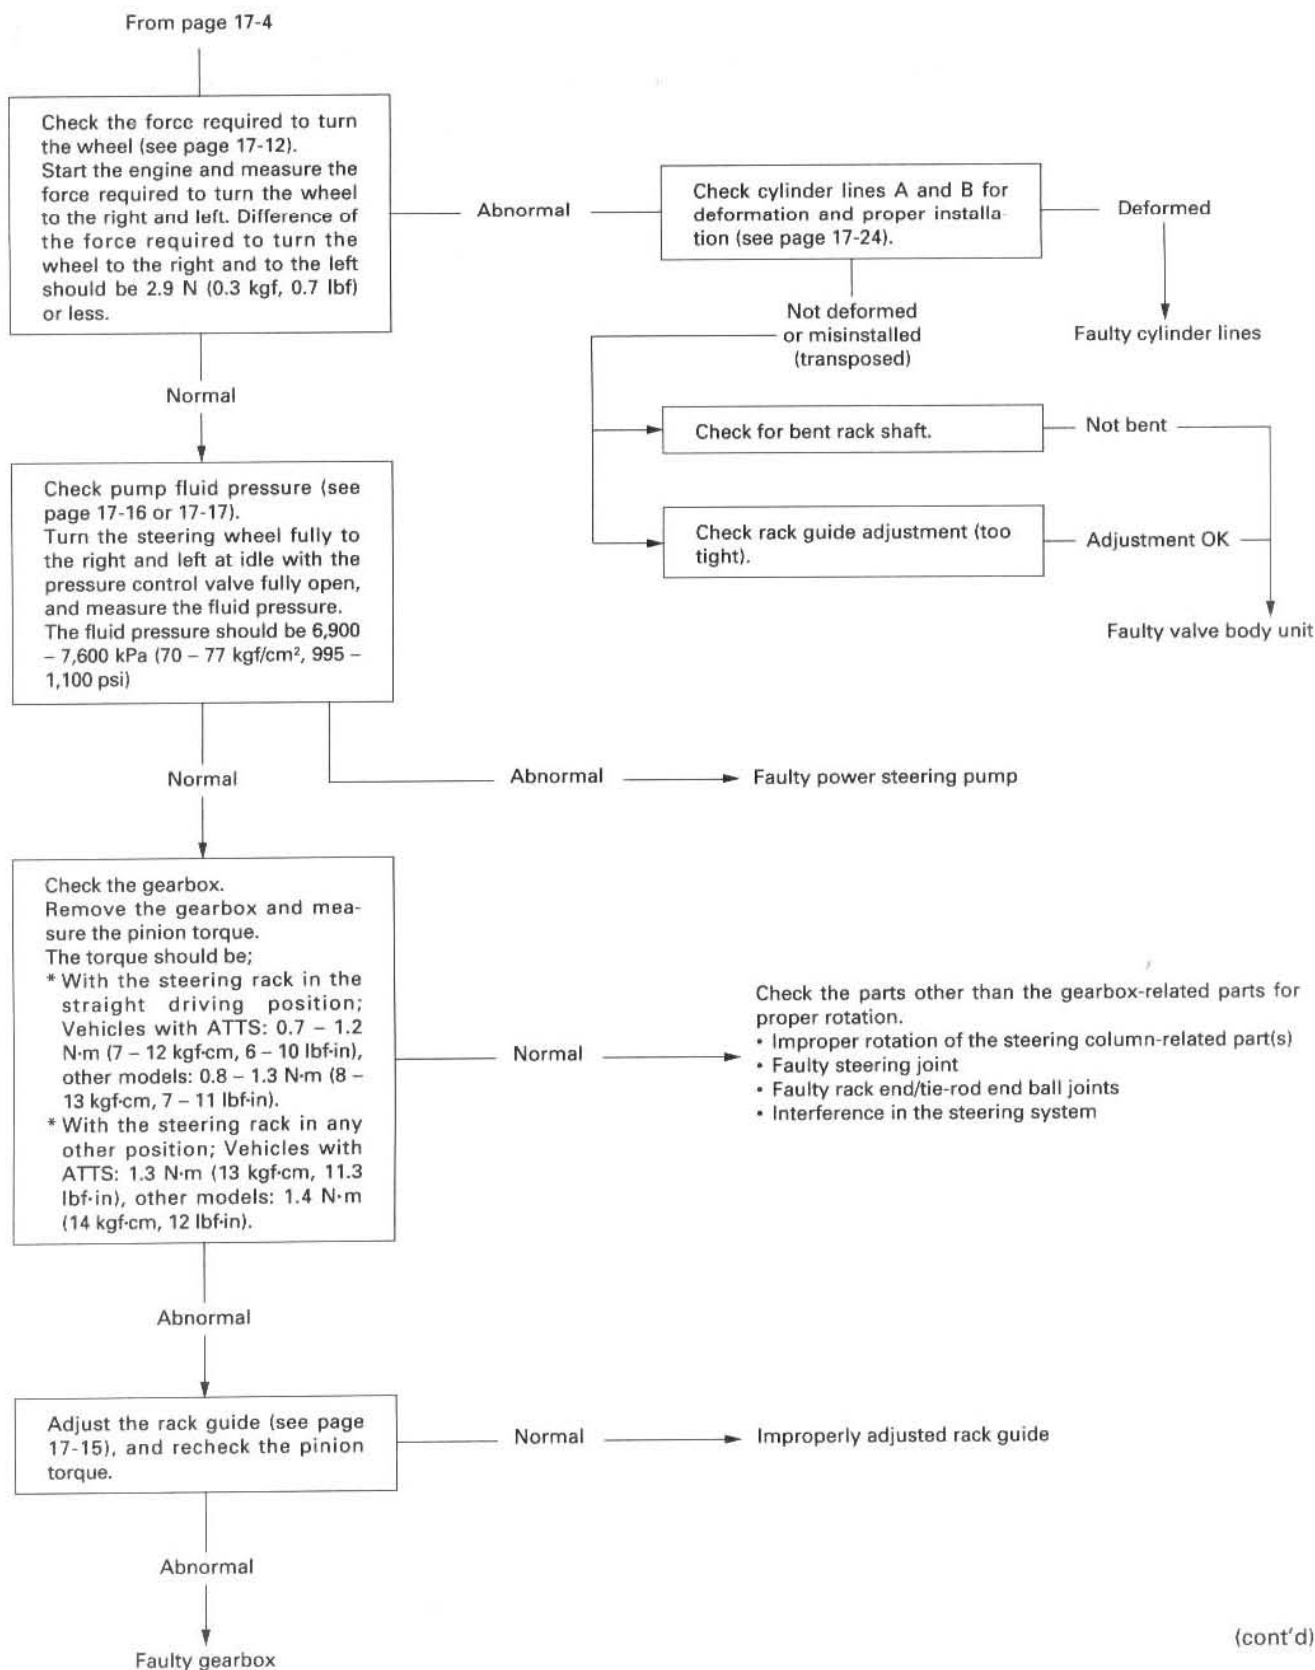 From page 17-4
Check the force required to turn
the wheel (see page 17-12).
Start the engine and measure the
force required to turn the wheel
to the right and left. Difference of
the force required to turn the
wheel to the right and to the left
should be 2.9 N (0.3 kgf, 0.7 lbf)
or less.
Abnormal
Check cylinder lines A and B for
deformation and proper installa-
tion (see page 17-24).
Deformed
Faulty cylinder lines
Not deformed
or misinstalled
(transposed)
Check for bent rack shaft.
Not bent
Check rack guide adjustment (too
tight).
Adjustment OK
Faulty valve body unit
Normal
Check pump fluid pressure (see
page 17-16 or 17-17).
Turn the steering wheel fully to
the right and left at idle with the
pressure control valve fully open,
and measure the fluid pressure.
The fluid pressure should be 6,900
– 7,600 kPa (70 – 77 kgf/cm², 995 –
1,100 psi)
Normal
Abnormal
Faulty power steering pump
Check the gearbox.
Remove the gearbox and mea-
sure the pinion torque.
The torque should be;
* With the steering rack in the
straight driving position;
Vehicles with ATTS: 0.7 – 1.2
N·m (7 – 12 kgf·cm, 6 – 10 lbf·in),
other models: 0.8 – 1.3 N·m (8 –
13 kgf·cm, 7 – 11 lbf·in).
* With the steering rack in any
other position; Vehicles with
ATTS: 1.3 N·m (13 kgf·cm, 11.3
lbf·in), other models: 1.4 N·m
(14 kgf·cm, 12 lbf·in).
Normal
Check the parts other than the gearbox-related parts for
proper rotation.
• Improper rotation of the steering column-related part(s)
• Faulty steering joint
• Faulty rack end/tie-rod end ball joints
• Interference in the steering system
Abnormal
Adjust the rack guide (see page
17-15), and recheck the pinion
torque.
Normal
Improperly adjusted rack guide
Abnormal
Faulty gearbox
(cont'd)